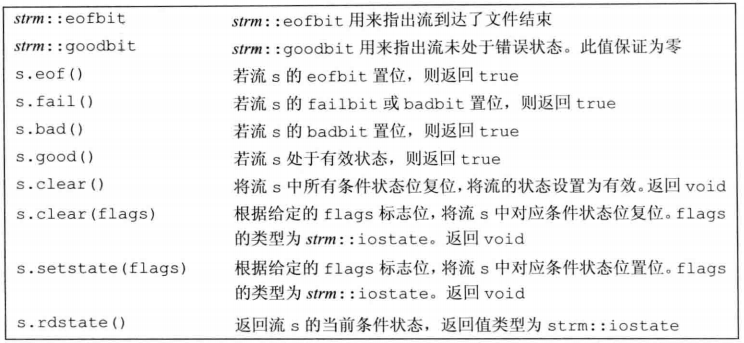 strm::eofbit strm::eofbit 用来指出流到达了文件结束
strm::goodbit strm::goodbit 用来指出流未处于错误状态。此值保证为零
s.eof() 若流 s 的 eofbit 置位，则返回 true
s.fail() 若流 s 的 failbit 或 badbit 置位，则返回 true
s.bad() 若流 s 的 badbit 置位，则返回 true
s.good() 若流 s 处于有效状态，则返回 true
s.clear() 将流 s 中所有条件状态位复位，将流的状态设置为有效。返回 void
s.clear(flags) 根据给定的 flags 标志位，将流 s 中对应条件状态位复位。flags
的类型为 strm::iostate。返回 void
s.setstate(flags) 根据给定的 flags 标志位，将流 s 中对应条件状态位置位。flags
的类型为 strm::iostate。返回 void
s.rdstate() 返回流 s 的当前条件状态，返回值类型为 strm::iostate